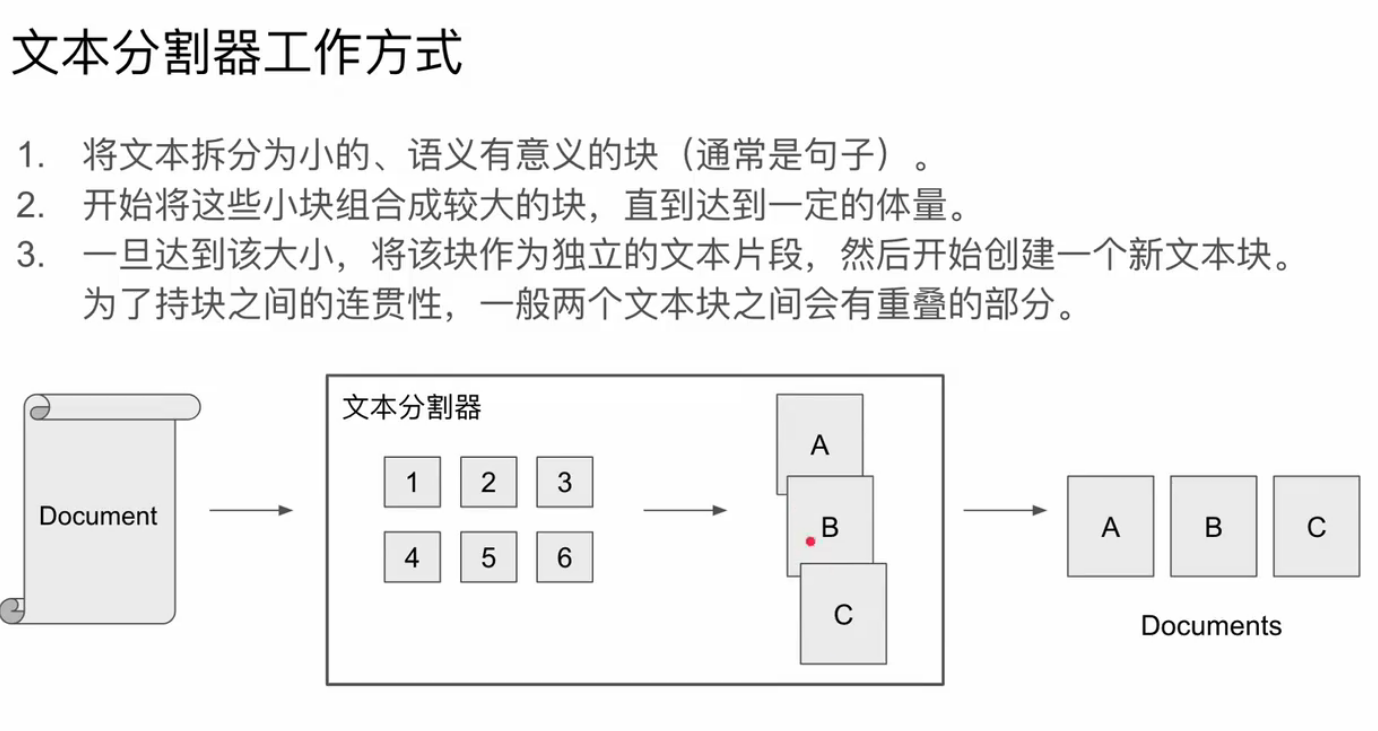 文本分割器工作方式
1. 将文本拆分为小的、语义有意义的块（通常是句子）。
2. 开始将这些小块组合成较大的块，直到达到一定的体量。
3. 一旦达到该大小，将该块作为独立的文本片段，然后开始创建一个新文本块。
为了持块之间的连贯性，一般两个文本块之间会有重叠的部分。
Document
文本分割器
1 2 3
4 5 6
A
B
C
A B C
Documents